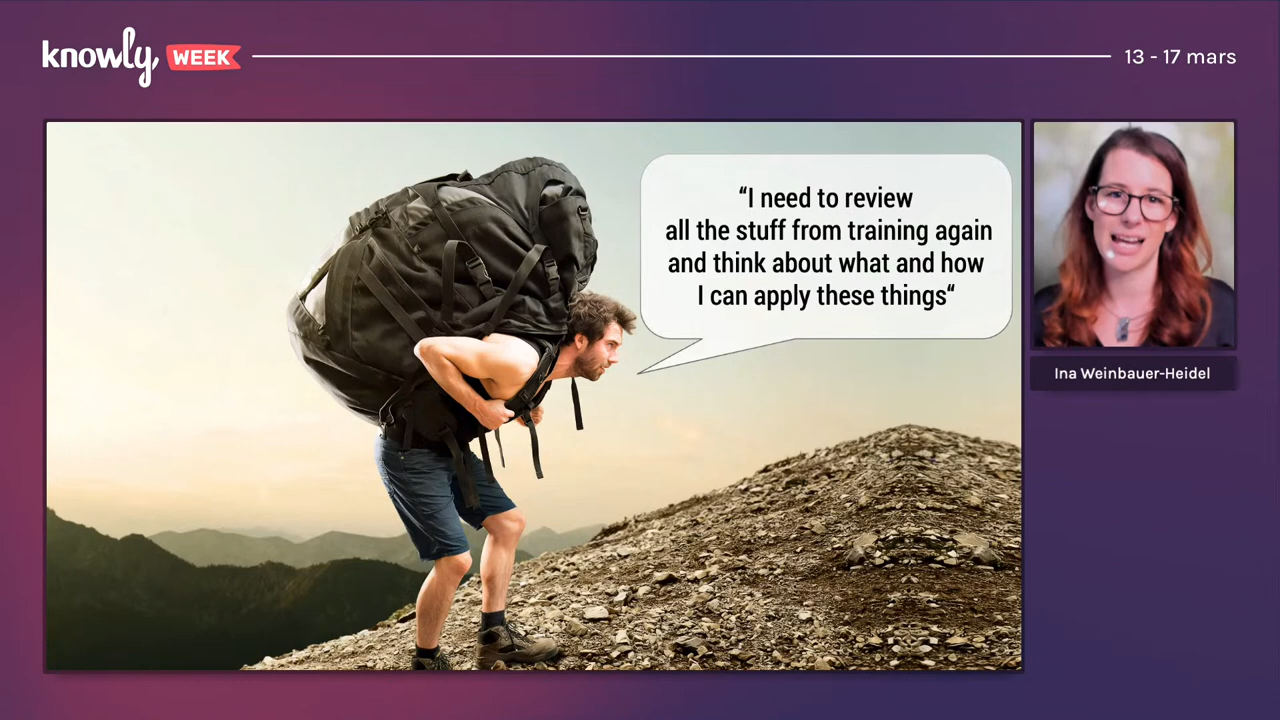 knowly WEEK
13 - 17 mars
“I need to review
all the stuff from training again
and think about what and how
I can apply these things“
Ina Weinbauer-Heidel